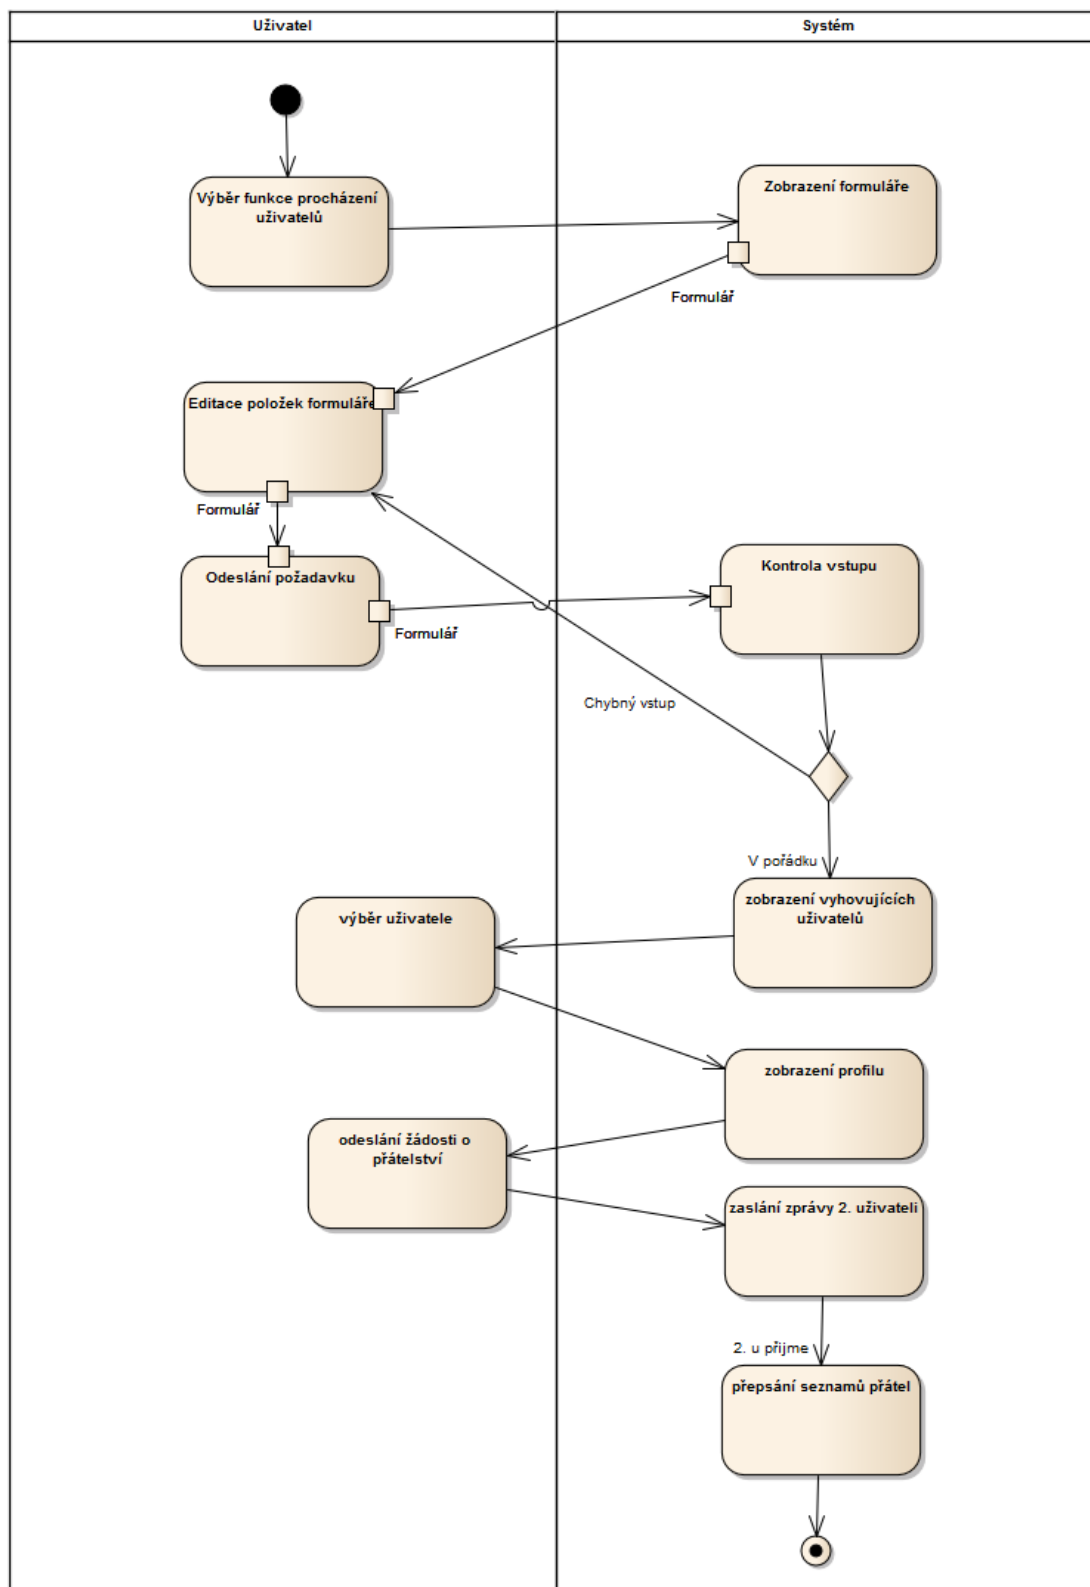 Uživatel
Systém
Výběr funkce procházení
uživatelů
Zobrazení formuláře
Formulář
Editace položek formuláře
Formulář
Odeslání požadavku
Formulář
Kontrola vstupu
Chybný vstup
V pořádku
zobrazení vyhovujících
uživatelů
výběr uživatele
zobrazení profilu
odeslání žádosti o
přátelství
zaslání zprávy 2. uživateli
2. u přijme
přepsání seznamů přátel